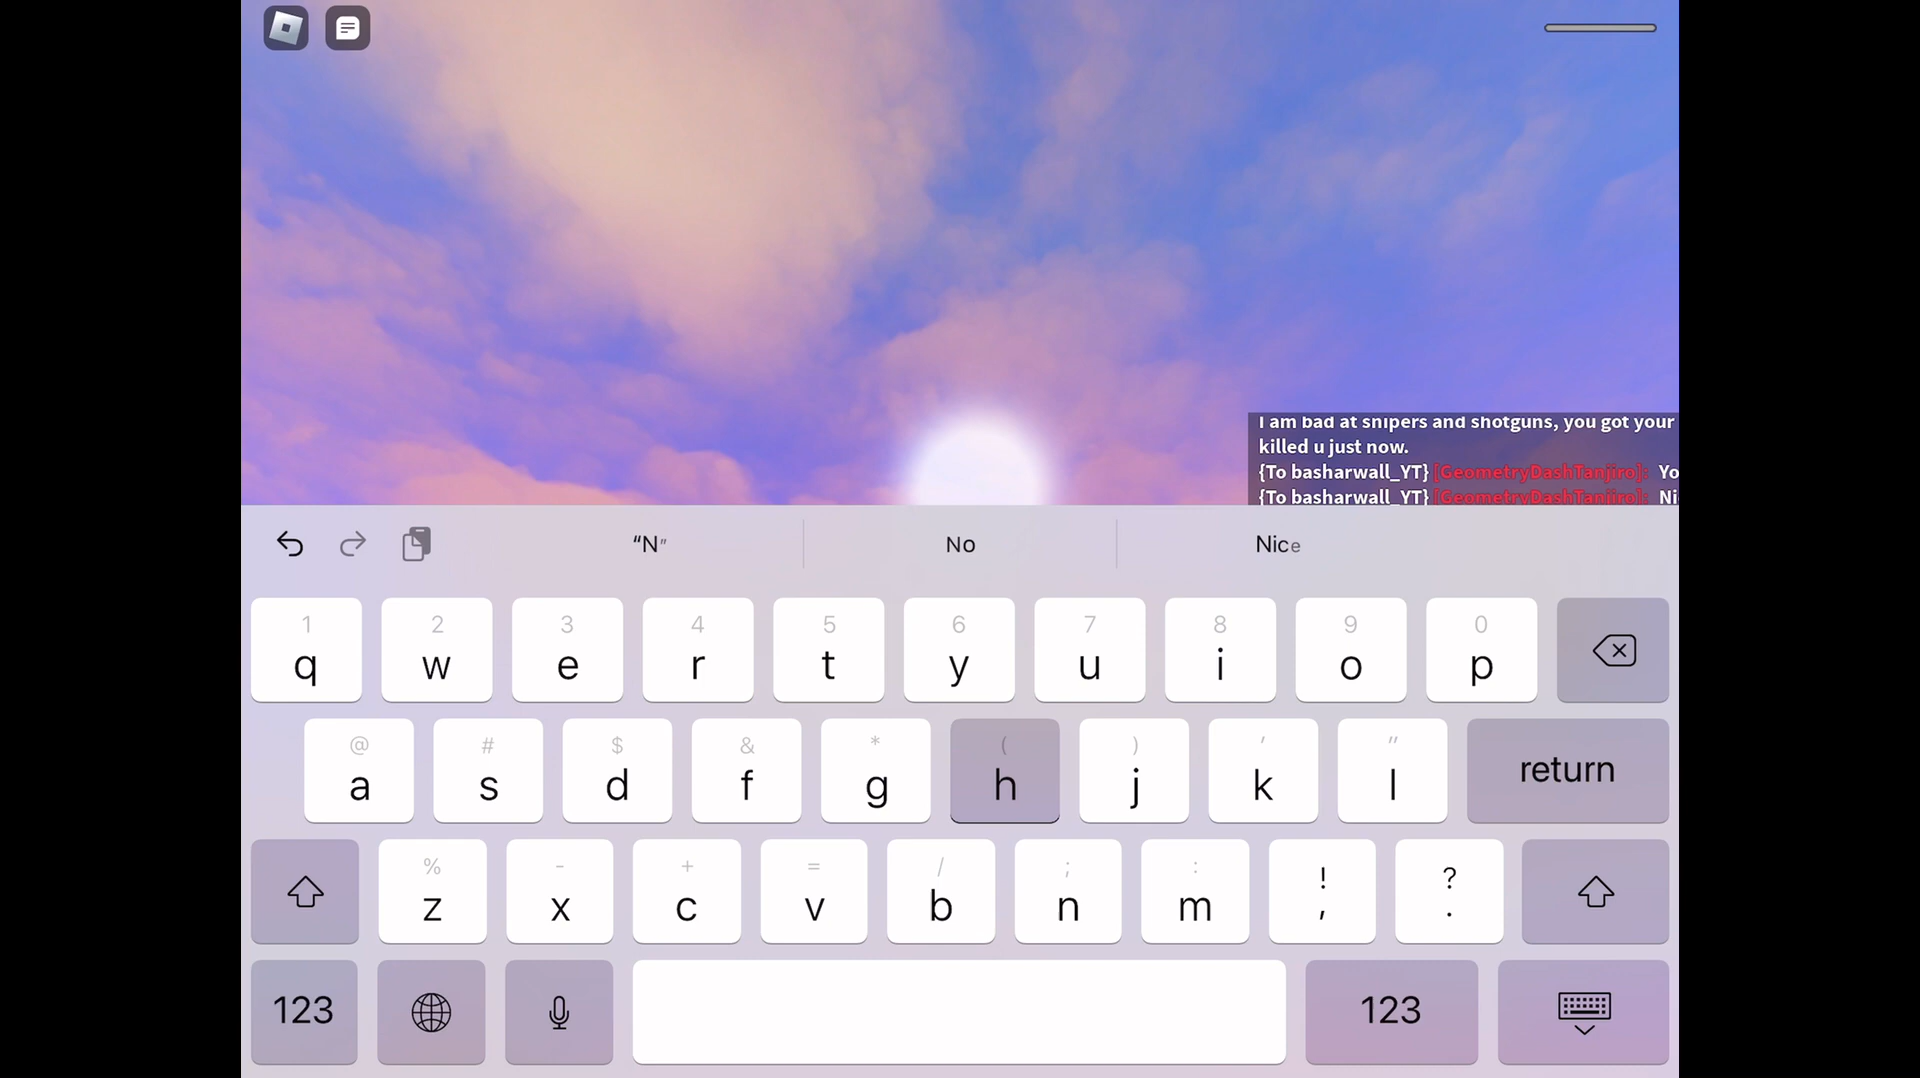 I am bad at snipers and shotguns, you got your
killed u just now.
{To basharwall_YT} [GeometryDashTanjiro]: Yo
{To basharwall_YT} [GeometryDashTanjiro]: Ni
“N” No Nice
1 2 3 4 5 6 7 8 9 0
q w e r t y u i o p
@ # $ & * ( ) ' "
a s d f g h j k l return
% - + = / ; : ! ?
z x c v b n m , .
123 123